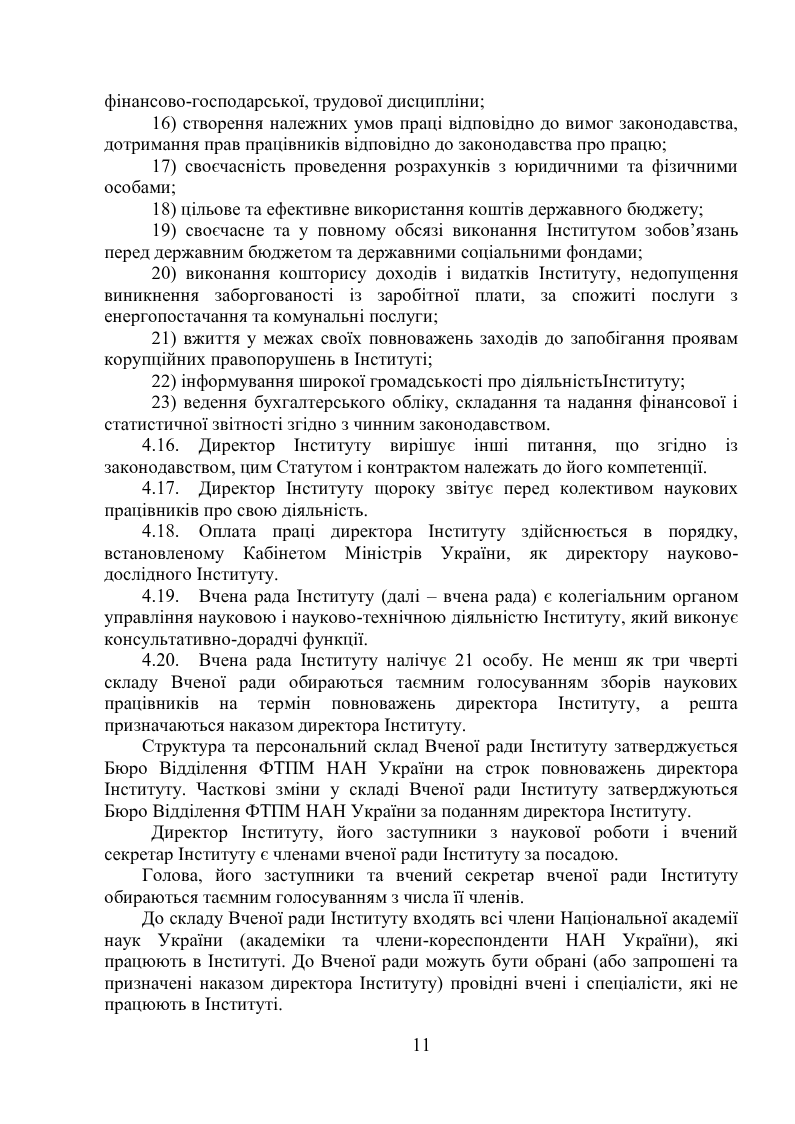 фінансово-господарської, трудової дисципліни;
16) створення належних умов праці відповідно до вимог законодавства,
дотримання прав працівників відповідно до законодавства про працю;
17) своєчасність проведення розрахунків з юридичними та фізичними
особами;
18) цільове та ефективне використання коштів державного бюджету;
19) своєчасне та у повному обсязі виконання Інститутом зобов’язань
перед державним бюджетом та державними соціальними фондами;
20) виконання кошторису доходів і видатків Інституту, недопущення
виникнення заборгованості із заробітної плати, за спожиті послуги з
енергопостачання та комунальні послуги;
21) вжиття у межах своїх повноважень заходів до запобігання проявам
корупційних правопорушень в Інституті;
22) інформування широкої громадськості про діяльністьІнституту;
23) ведення бухгалтерського обліку, складання та надання фінансової і
статистичної звітності згідно з чинним законодавством.
4.16. Директор Інституту вирішує інші питання, що згідно із
законодавством, цим Статутом і контрактом належать до його компетенції.
4.17. Директор Інституту щороку звітує перед колективом наукових
працівників про свою діяльність.
4.18. Оплата праці директора Інституту здійснюється в порядку,
встановленому Кабінетом Міністрів України, як директору науково-
дослідного Інституту.
4.19. Вчена рада Інституту (далі – вчена рада) є колегіальним органом
управління науковою і науково-технічною діяльністю Інституту, який виконує
консультативно-дорадчі функції.
4.20. Вчена рада Інституту налічує 21 особу. Не менш як три чверті
складу Вченої ради обираються таємним голосуванням зборів наукових
працівників на термін повноважень директора Інституту, а решта
призначаються наказом директора Інституту.
Структура та персональний склад Вченої ради Інституту затверджується
Бюро Відділення ФТПМ НАН України на строк повноважень директора
Інституту. Часткові зміни у складі Вченої ради Інституту затверджуються
Бюро Відділення ФТПМ НАН України за поданням директора Інституту.
Директор Інституту, його заступники з наукової роботи і вчений
секретар Інституту є членами вченої ради Інституту за посадою.
Голова, його заступники та вчений секретар вченої ради Інституту
обираються таємним голосуванням з числа її членів.
До складу Вченої ради Інституту входять всі члени Національної академії
наук України (академіки та члени-кореспонденти НАН України), які
працюють в Інституті. До Вченої ради можуть бути обрані (або запрошені та
призначені наказом директора Інституту) провідні вчені і спеціалісти, які не
працюють в Інституті.
11